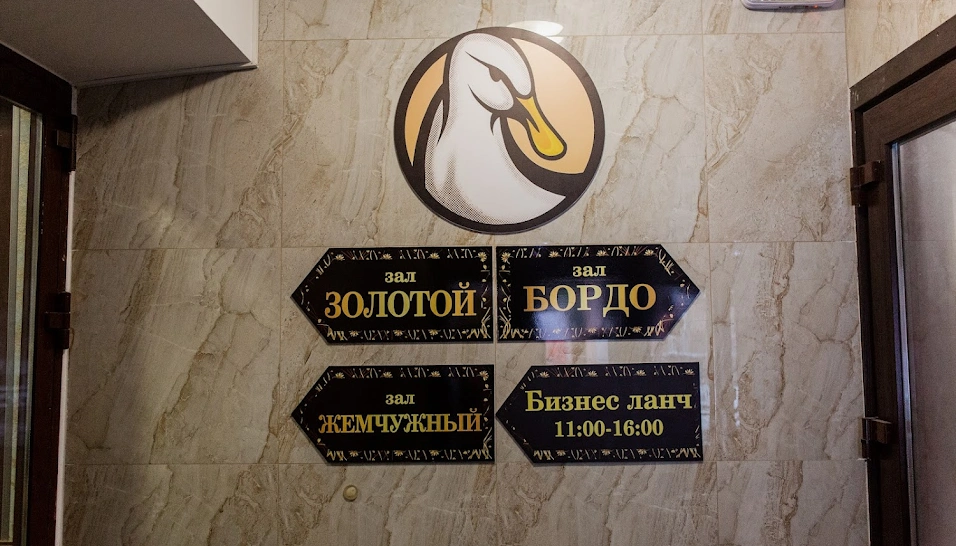 зал
ЗОЛОТОЙ
зал
БОРДО
зал
ЖЕМЧУЖНЫЙ
Бизнес ланч
11:00-16:00